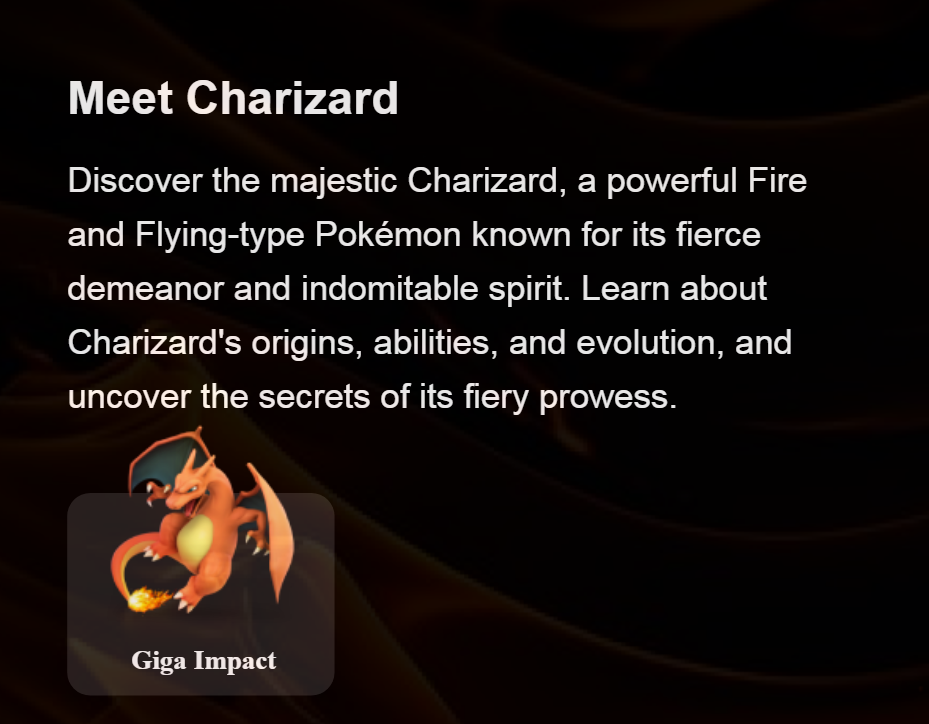 Meet Charizard
Discover the majestic Charizard, a powerful Fire
and Flying-type Pokémon known for its fierce
demeanor and indomitable spirit. Learn about
Charizard's origins, abilities, and evolution, and
uncover the secrets of its fiery prowess.
Giga Impact